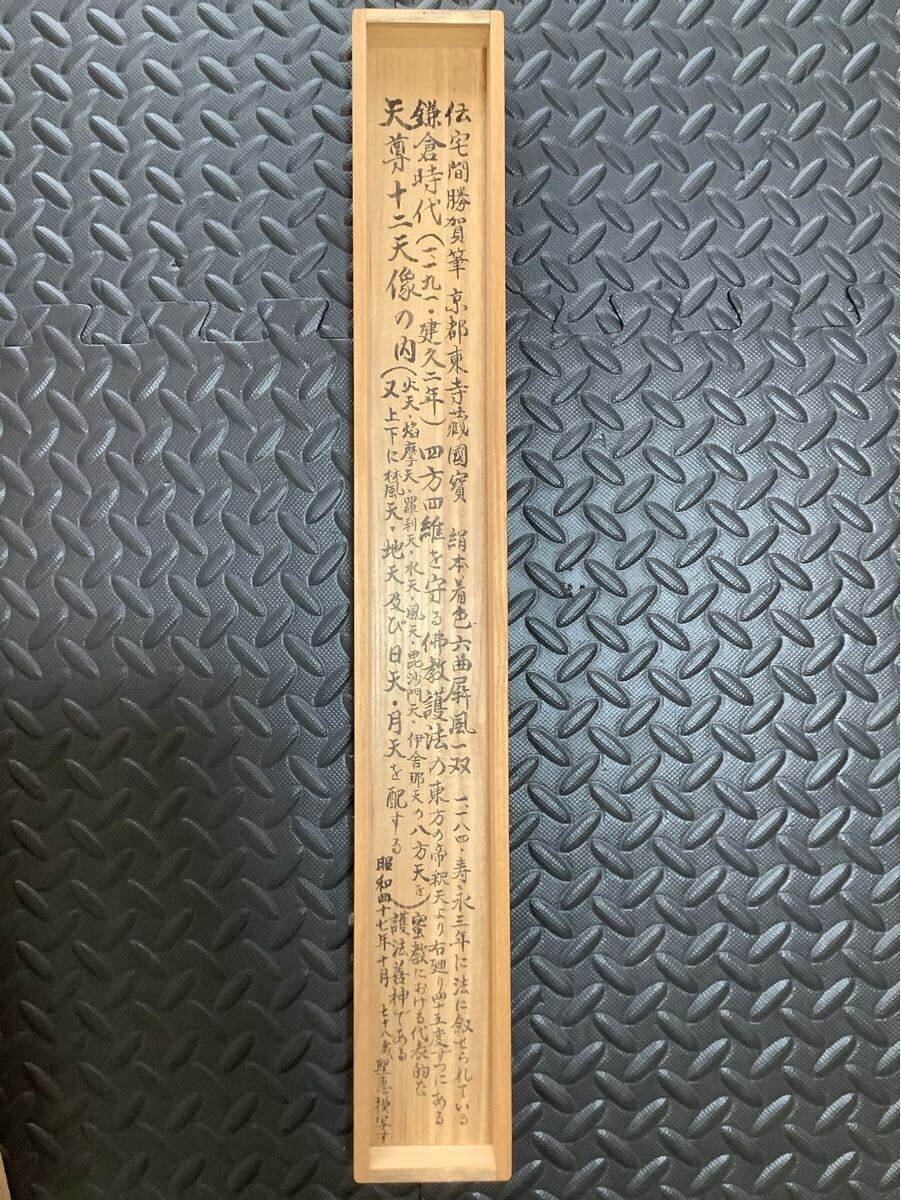 伝宅間勝賀筆 京都東寺蔵國寳 絹本着色六曲屏風一双 一一八四・寿永三年に法に叙せられている
鎌倉時代(一一九一・建久二年) 四方四維を守る佛教護法の東方の帝釈天より右廻り四十五度ずつにある
(火天・焔摩天・羅刹天・水天・風天・毘沙門天・伊舎那天の八方天を) 蜜教における代表的な
天尊十二天像の内(又上下に梵天・地天及び日天・月天を配する 護法善神である
昭和四十七年十月 七十八歳聖恵模写す